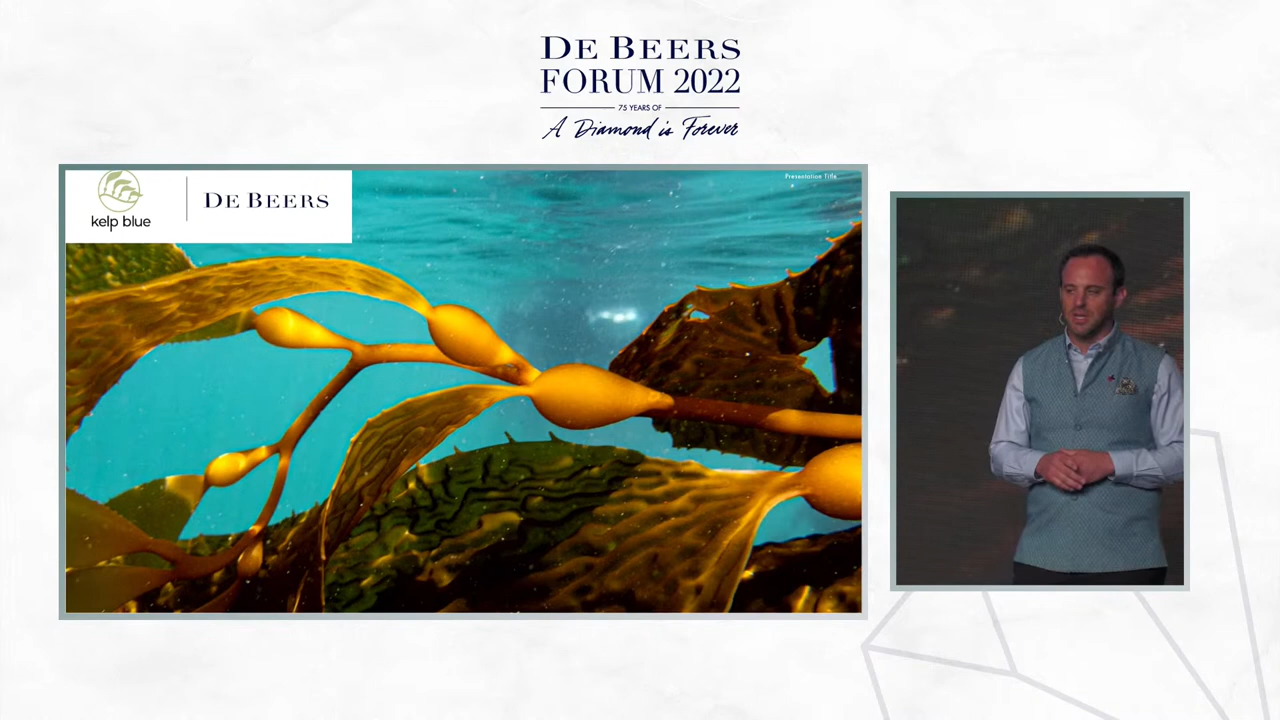 DE BEERS
FORUM 2022
75 YEARS OF
A Diamond is Forever
kelp blue
DE BEERS
Presentation Title